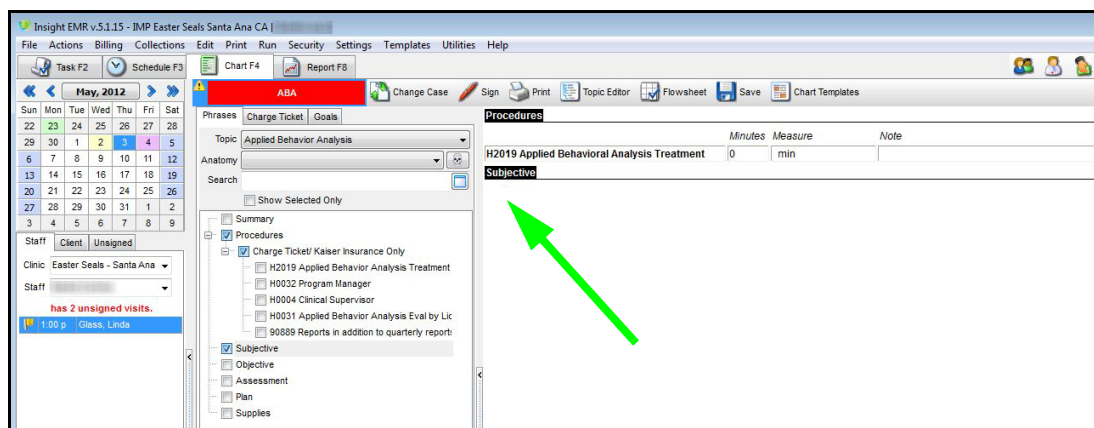 Insight EMR v.5.1.15 - IMP Easter Seals Santa Ana CA |
File Actions Billing Collections Edit Print Run Security Settings Templates Utilities Help
Task F2 Schedule F3 Chart F4 Report F8
May, 2012
Sun Mon Tue Wed Thu Fri Sat
22 23 24 25 26 27 28
29 30 1 2 3 4 5
6 7 8 9 10 11 12
13 14 15 16 17 18 19
20 21 22 23 24 25 26
27 28 29 30 31 1 2
3 4 5 6 7 8 9
Staff Client Unsigned
Clinic Easter Seals - Santa Ana
Staff
has 2 unsigned visits.
1:00 p Glass, Linda
ABA
Change Case Sign Print Topic Editor Flowsheet Save Chart Templates
Phrases Charge Ticket Goals
Topic Applied Behavior Analysis
Anatomy
Search
Show Selected Only
Summary
Procedures
Charge Ticket/ Kaiser Insurance Only
H2019 Applied Behavior Analysis Treatment
H0032 Program Manager
H0004 Clinical Supervisor
H0031 Applied Behavior Analysis Eval by Lic
90889 Reports in addition to quarterly reports
Subjective
Objective
Assessment
Plan
Supplies
Procedures
Minutes Measure Note
H2019 Applied Behavioral Analysis Treatment 0 min
Subjective